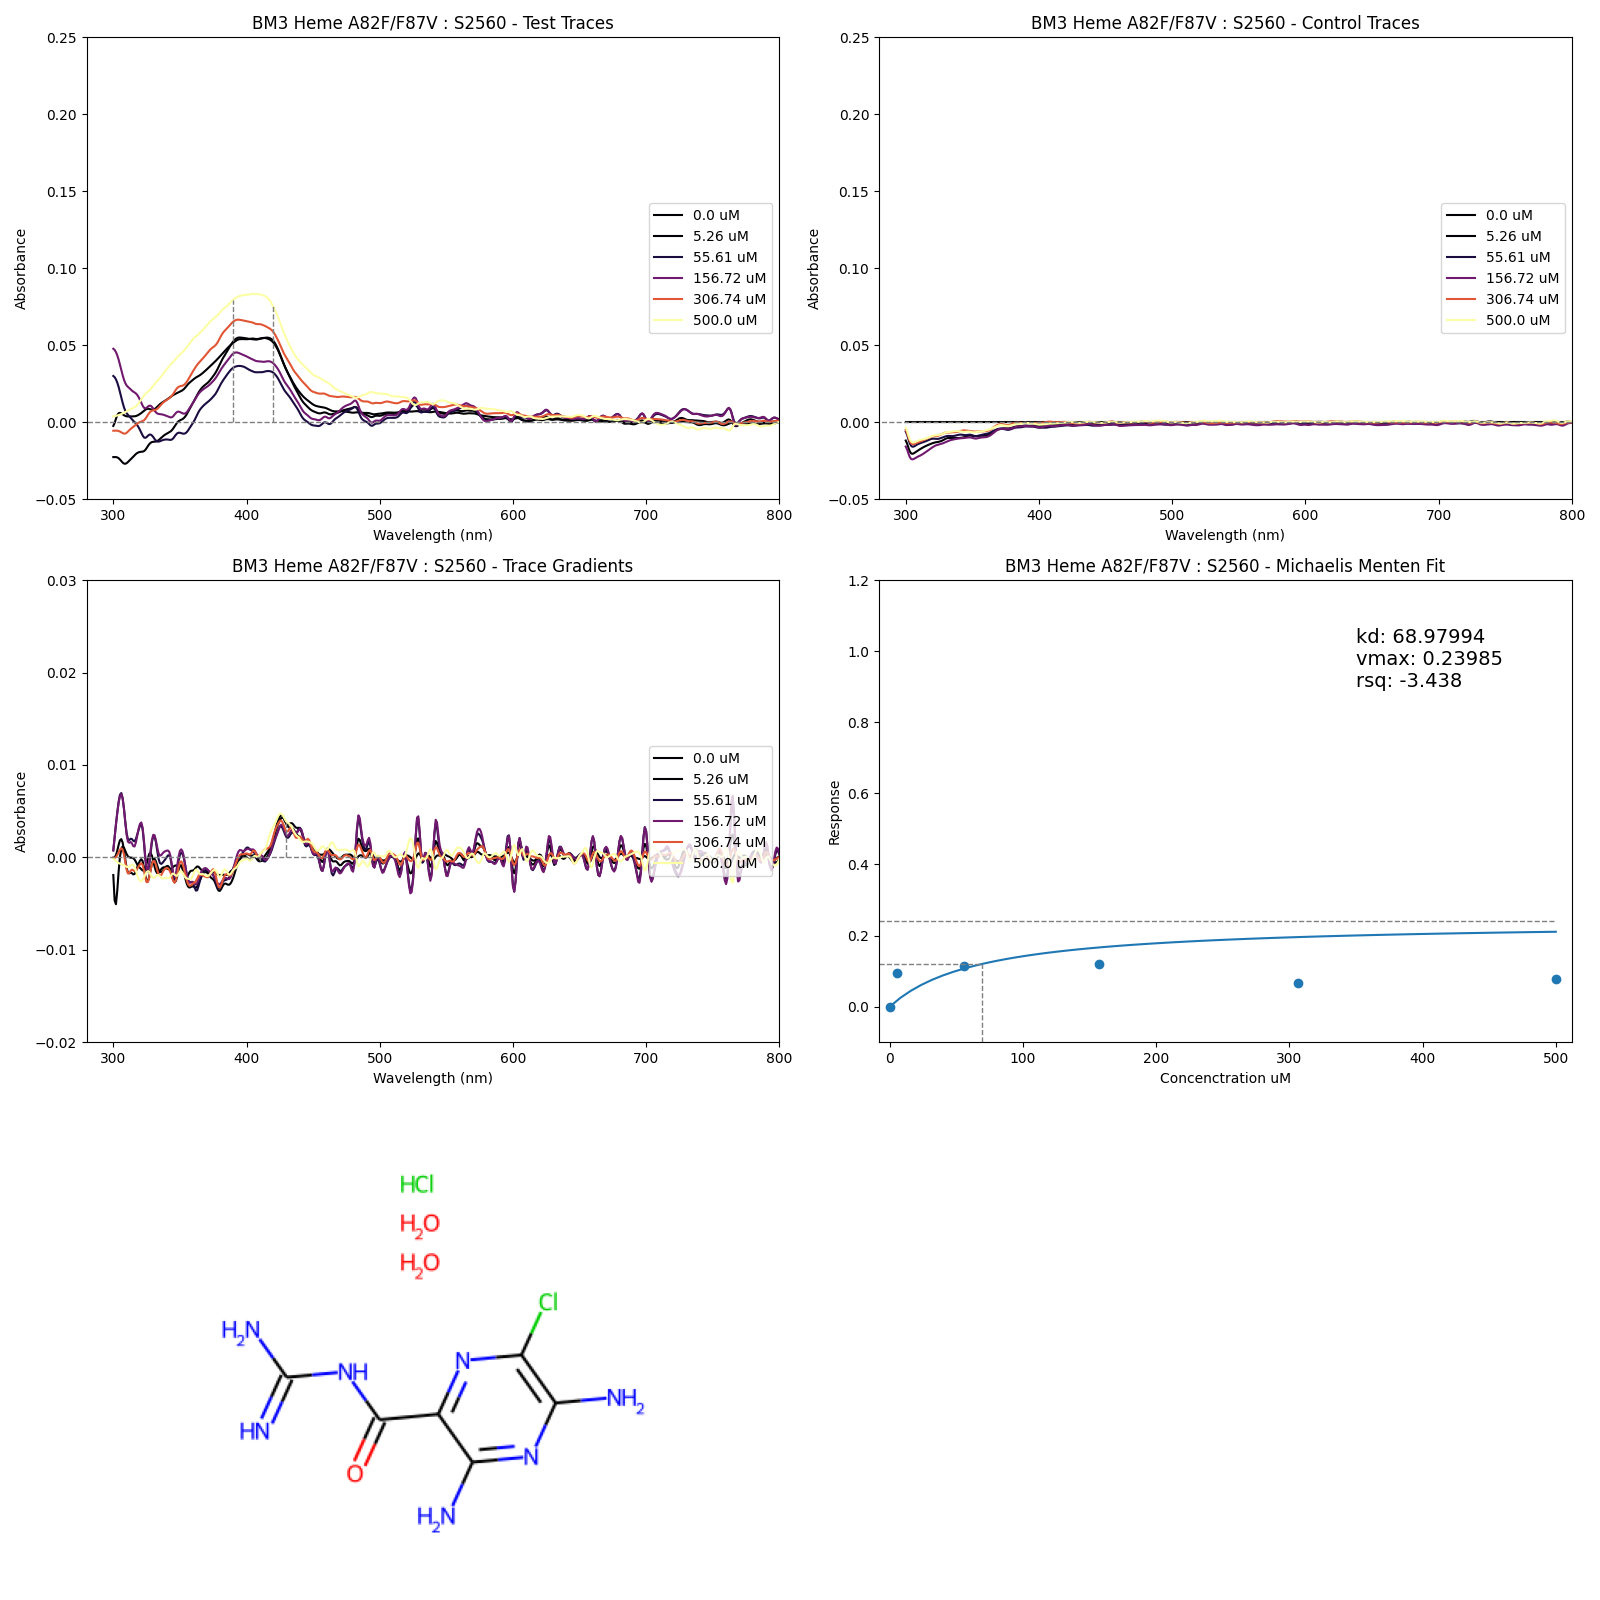 BM3 Heme A82F/F87V : S2560 - Test Traces
0.25
0.20
0.15
0.10
0.05
0.00
−0.05
Absorbance
300 400 500 600 700 800
Wavelength (nm)
0.0 uM
5.26 uM
55.61 uM
156.72 uM
306.74 uM
500.0 uM
BM3 Heme A82F/F87V : S2560 - Control Traces
0.25
0.20
0.15
0.10
0.05
0.00
−0.05
Absorbance
300 400 500 600 700 800
Wavelength (nm)
0.0 uM
5.26 uM
55.61 uM
156.72 uM
306.74 uM
500.0 uM
BM3 Heme A82F/F87V : S2560 - Trace Gradients
0.03
0.02
0.01
0.00
−0.01
−0.02
Absorbance
300 400 500 600 700 800
Wavelength (nm)
0.0 uM
5.26 uM
55.61 uM
156.72 uM
306.74 uM
500.0 uM
BM3 Heme A82F/F87V : S2560 - Michaelis Menten Fit
1.2
1.0
0.8
0.6
0.4
0.2
0.0
Response
0 100 200 300 400 500
Concenctration uM
kd: 68.97994
vmax: 0.23985
rsq: -3.438
HCl
H2O
H2O
Cl
H2N
N
NH
NH2
HN
N
O
H2N